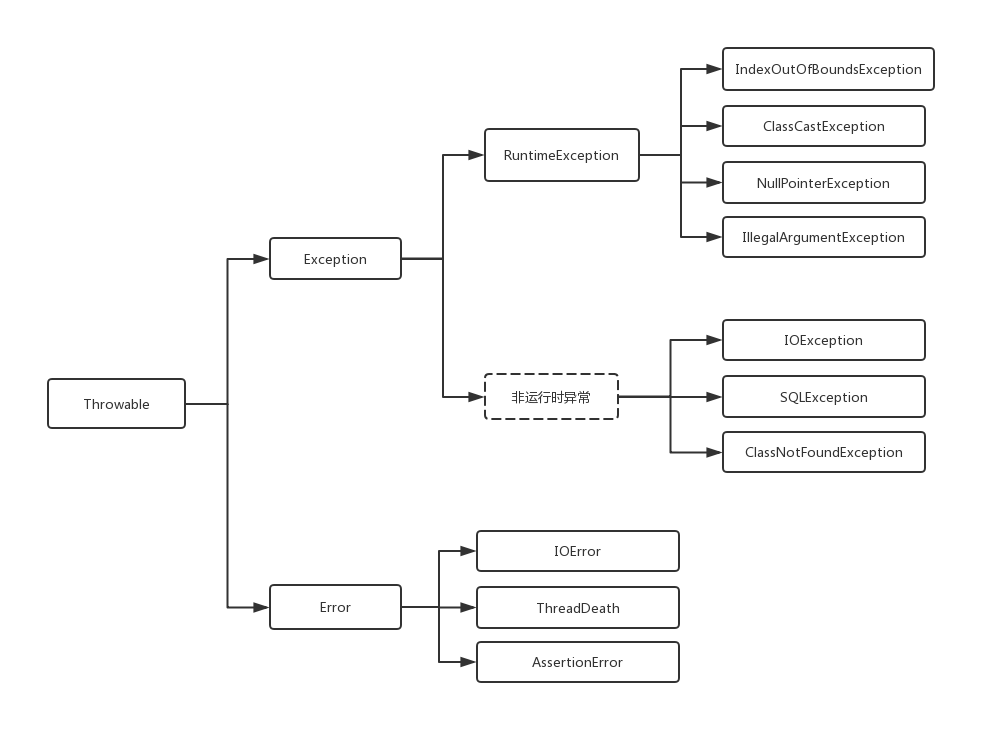 Throwable
Exception
RuntimeException
IndexOutOfBoundsException
ClassCastException
NullPointerException
IllegalArgumentException
非运行时异常
IOException
SQLException
ClassNotFoundException
Error
IOError
ThreadDeath
AssertionError